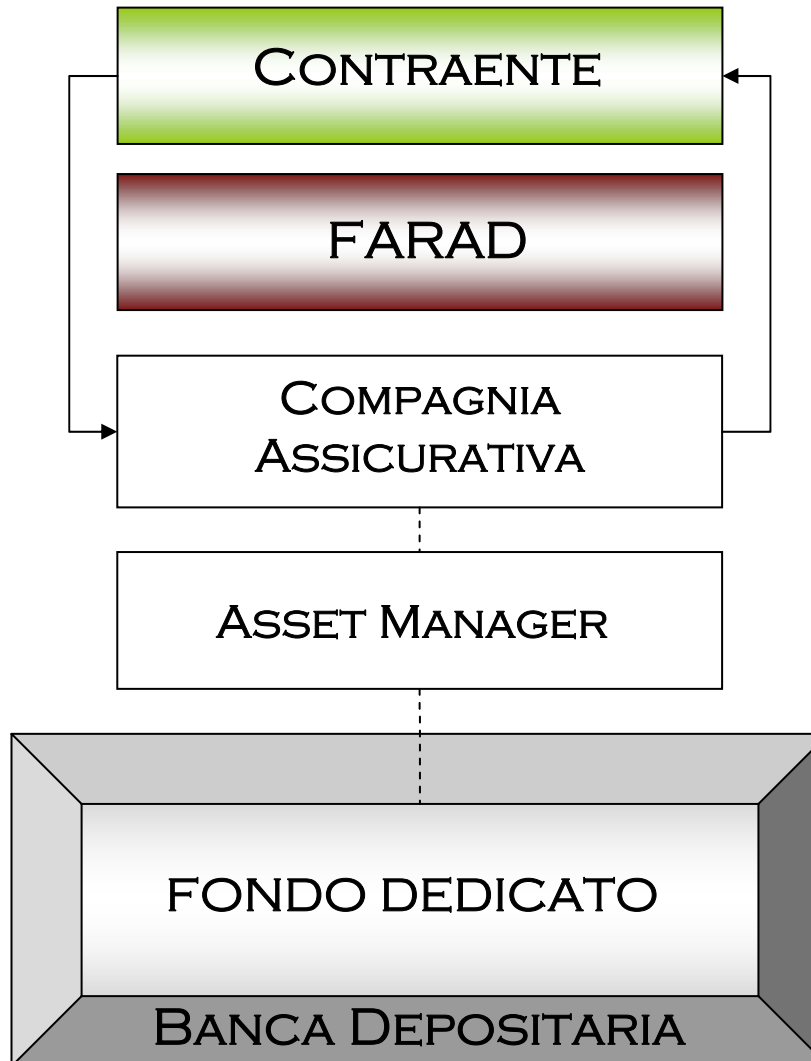 CONTRAENTE
FARAD
COMPAGNIA
ASSICURATIVA
ASSET MANAGER
FONDO DEDICATO
BANCA DEPOSITARIA